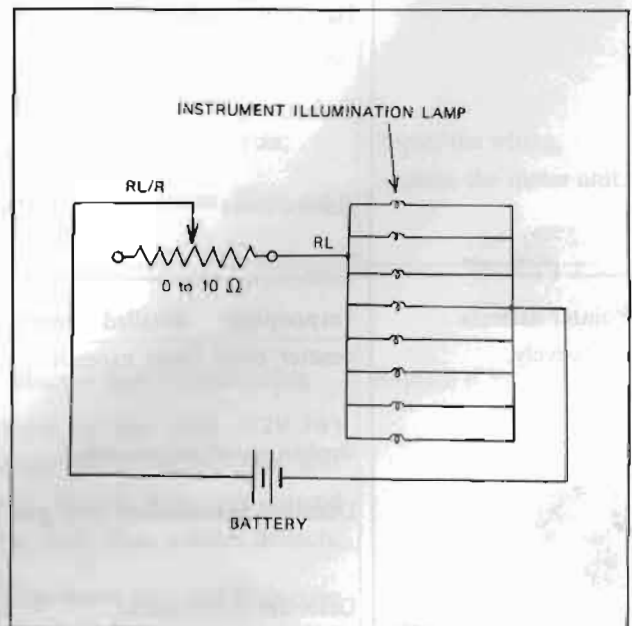 INSTRUMENT ILLUMINATION LAMP
RL/R
RL
0 to 10 Ω
BATTERY